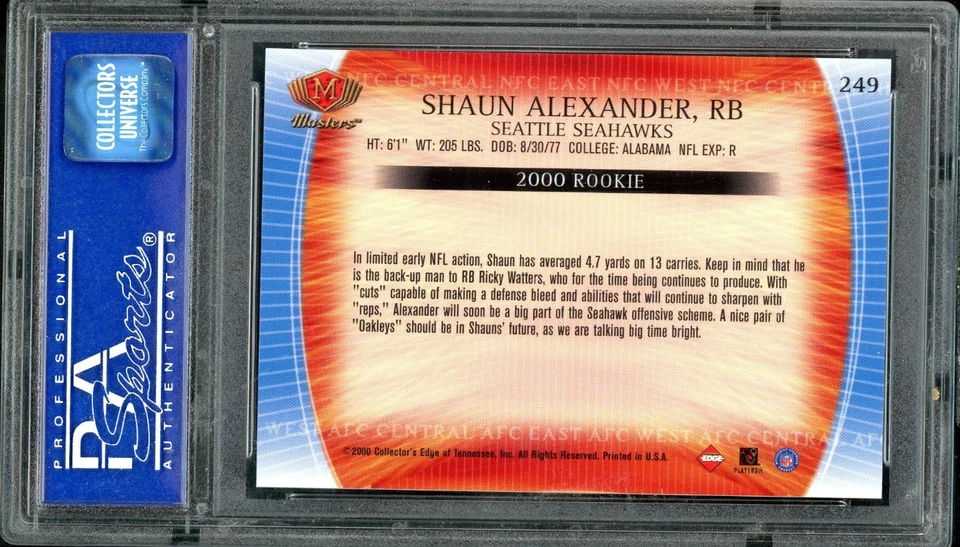 COLLECTORS
UNIVERSE
The Collectors Company™
PROFESSIONAL
PSA
Sports®
AUTHENTICATOR
AFC CENTRAL NFC EAST NFC WEST NFC CENTRAL
249
M
Masters™
SHAUN ALEXANDER, RB
SEATTLE SEAHAWKS
HT: 6'1" WT: 205 LBS. DOB: 8/30/77 COLLEGE: ALABAMA NFL EXP: R
2000 ROOKIE
In limited early NFL action, Shaun has averaged 4.7 yards on 13 carries. Keep in mind that he
is the back-up man to RB Ricky Watters, who for the time being continues to produce. With
"cuts" capable of making a defense bleed and abilities that will continue to sharpen with
"reps," Alexander will soon be a big part of the Seahawk offensive scheme. A nice pair of
"Oakleys" should be in Shauns' future, as we are talking big time bright.
WEST AFC CENTRAL AFC EAST AFC WEST AFC CENTRAL AFC
©2000 Collector's Edge of Tennessee, Inc. All Rights Reserved. Printed in U.S.A.
EDGE
PLAYERS
NFL